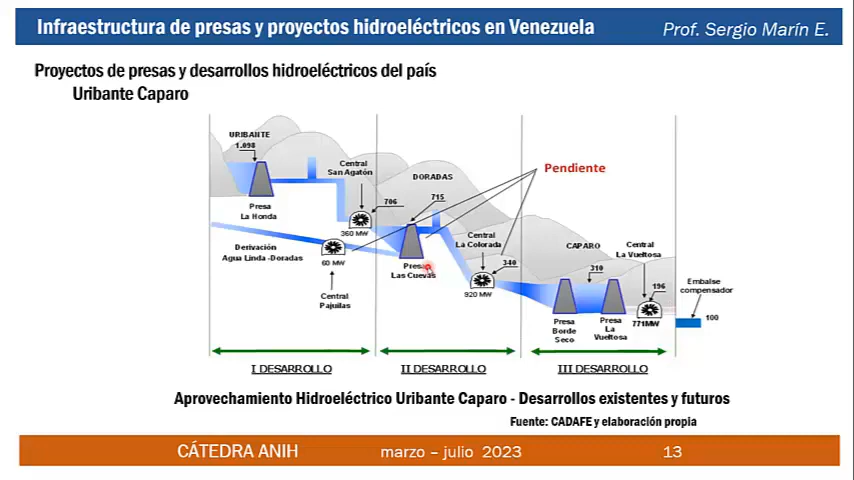 Infraestructura de presas y proyectos hidroeléctricos en Venezuela
Prof. Sergio Marín E.
Proyectos de presas y desarrollos hidroeléctricos del país
Uribante Caparo
URIBANTE
1.098
Presa
La Honda
Central
San Agatón
706
360 MW
Derivación
Agua Linda -Doradas
60 MW
Central
Pajuilas
DORADAS
715
Presa
Las Cuevas
Pendiente
Central
La Colorada
340
920 MW
CAPARO
310
Presa
Borde
Seco
Presa
La
Vueltosa
Central
La Vueltosa
196
771MW
Embalse
compensador
100
I DESARROLLO
II DESARROLLO
III DESARROLLO
Aprovechamiento Hidroeléctrico Uribante Caparo - Desarrollos existentes y futuros
Fuente: CADAFE y elaboración propia
CÁTEDRA ANIH
marzo – julio 2023
13